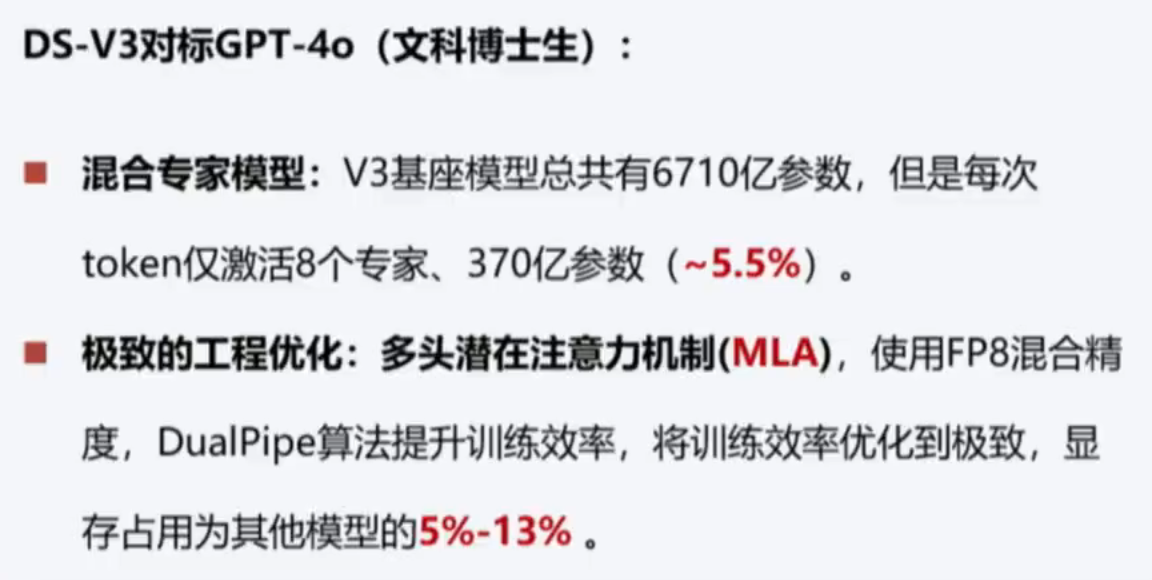 DS-V3对标GPT-4o（文科博士生）：
■ 混合专家模型：V3基座模型总共有6710亿参数，但是每次
token仅激活8个专家、370亿参数（~5.5%）。
■ 极致的工程优化：多头潜在注意力机制(MLA)，使用FP8混合精
度，DualPipe算法提升训练效率，将训练效率优化到极致，显
存占用为其他模型的5%-13% 。